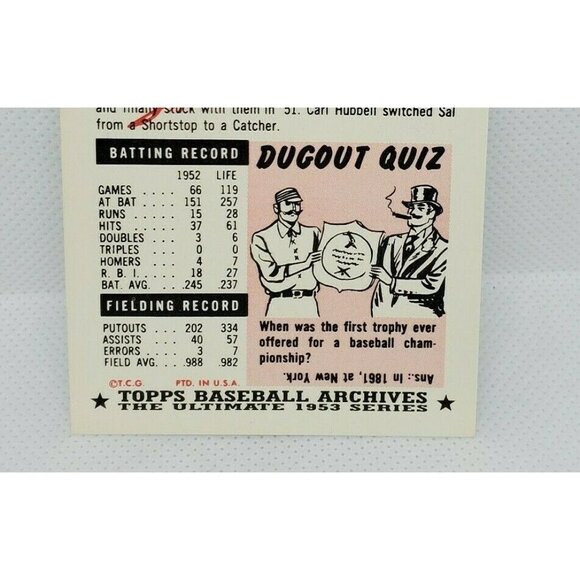 and finally stuck with them in '51. Carl Hubbell switched Sal
from a Shortstop to a Catcher.
BATTING RECORD
1952 LIFE
GAMES . . . . 66 119
AT BAT . . . . 151 257
RUNS . . . . 15 28
HITS . . . . 37 61
DOUBLES . . . 3 6
TRIPLES . . . 0 0
HOMERS . . . 4 7
R. B. I. . . . . 18 27
BAT. AVG. . . .245 .237
FIELDING RECORD
PUTOUTS . . . 202 334
ASSISTS . . . 40 57
ERRORS . . . 3 7
FIELD AVG. . .988 .982
©T.C.G. PTD. IN U.S.A.
DUGOUT QUIZ
When was the first trophy ever
offered for a baseball cham-
pionship?
Ans.: In 1861, at New York.
★ TOPPS BASEBALL ARCHIVES ★
THE ULTIMATE 1953 SERIES